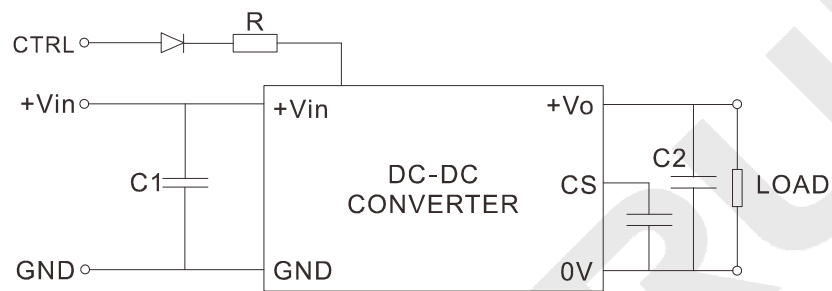 R
CTRL
+Vin
+Vin
+Vo
C1
DC-DC
CONVERTER
CS
C2
LOAD
GND
GND
0V